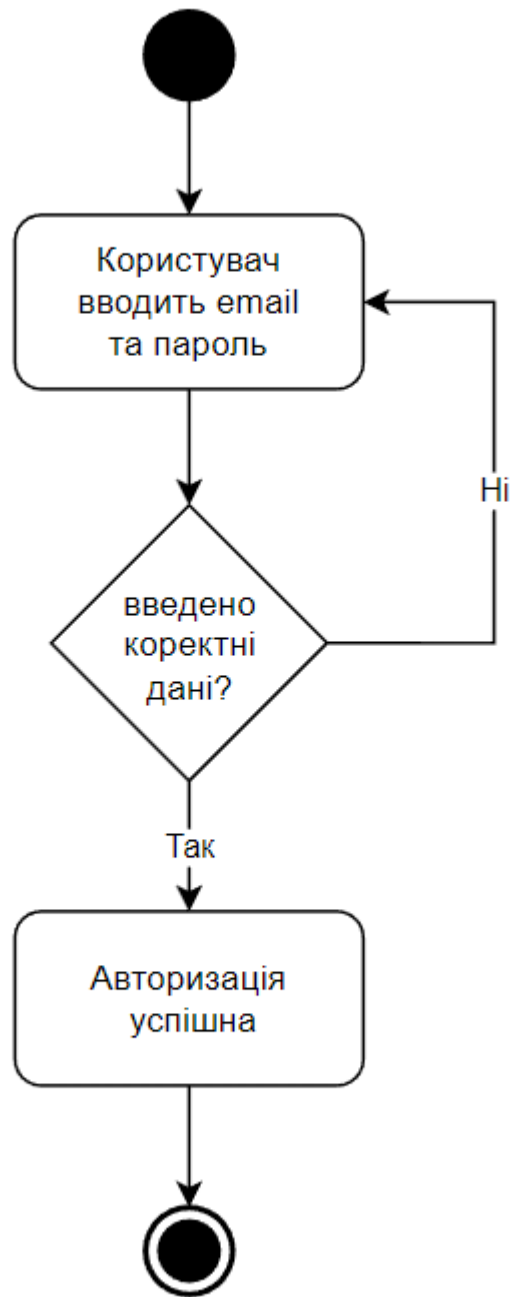 Користувач
вводить email
та пароль
Ні
введено
коректні
дані?
Так
Авторизація
успішна